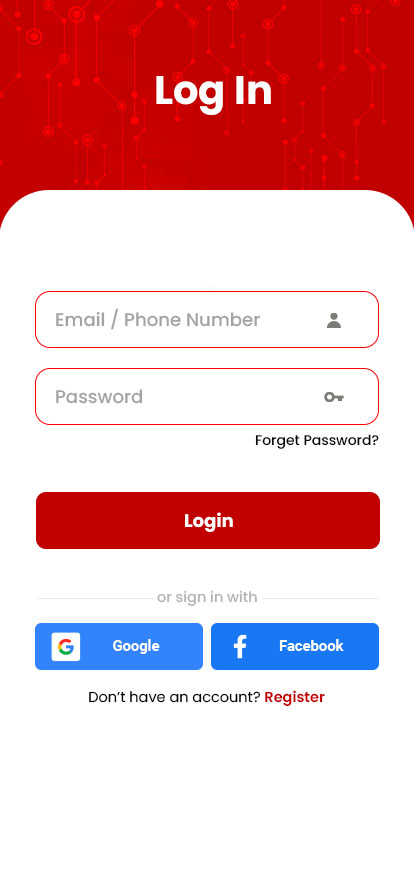 Log In
Email / Phone Number
Password
Forget Password?
Login
or sign in with
Google
Facebook
Don’t have an account? Register